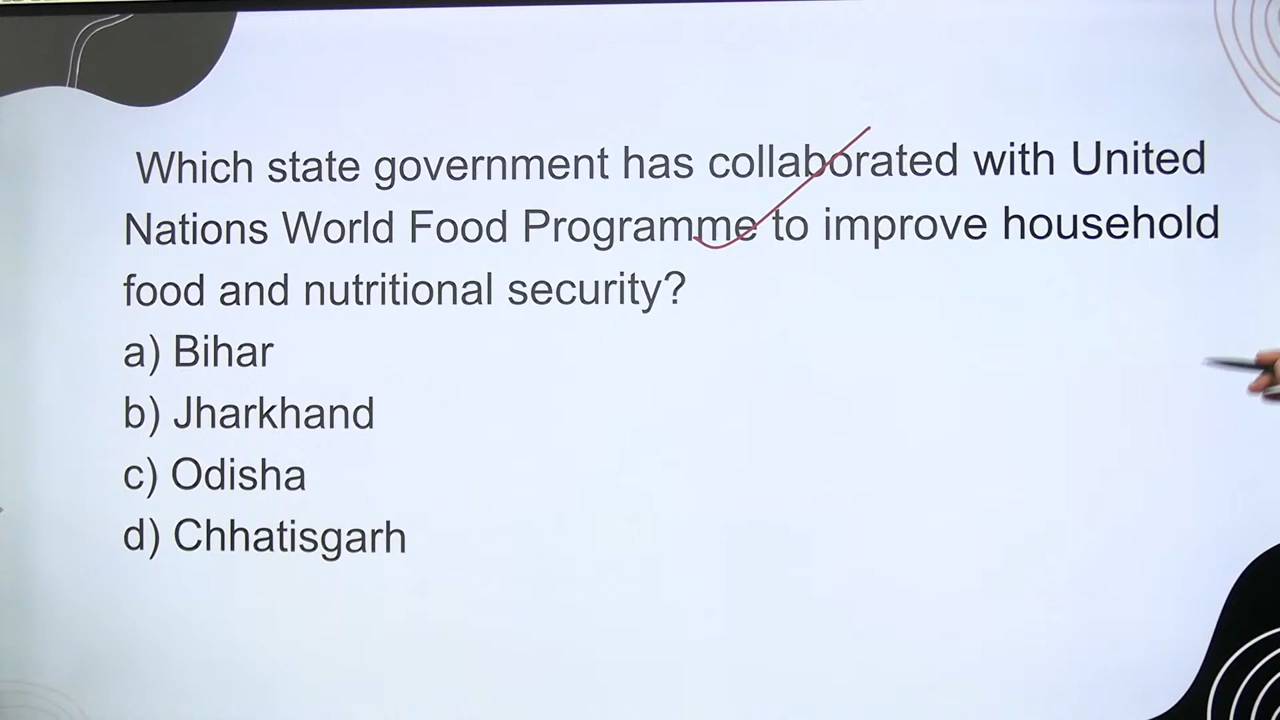 Which state government has collaborated with United
Nations World Food Programme to improve household
food and nutritional security?
a) Bihar
b) Jharkhand
c) Odisha
d) Chhatisgarh